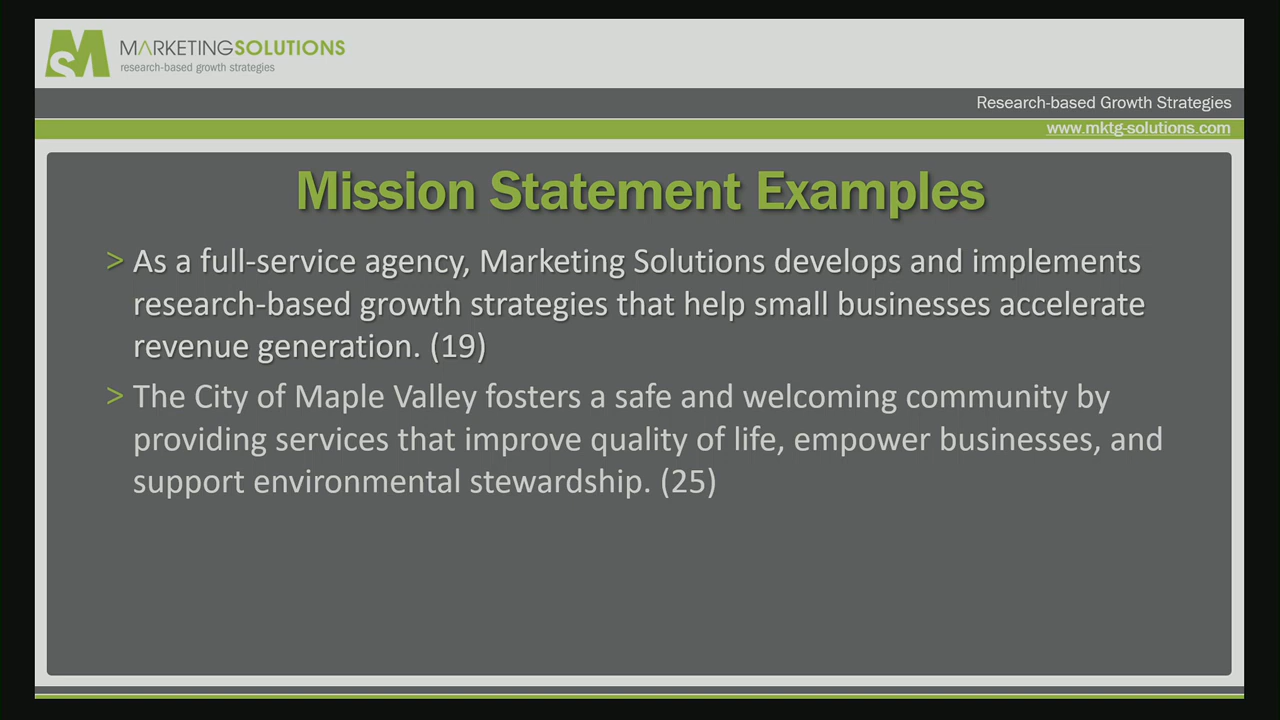 MARKETINGSOLUTIONS
research-based growth strategies
Research-based Growth Strategies
www.mktg-solutions.com
Mission Statement Examples
> As a full-service agency, Marketing Solutions develops and implements
research-based growth strategies that help small businesses accelerate
revenue generation. (19)
> The City of Maple Valley fosters a safe and welcoming community by
providing services that improve quality of life, empower businesses, and
support environmental stewardship. (25)